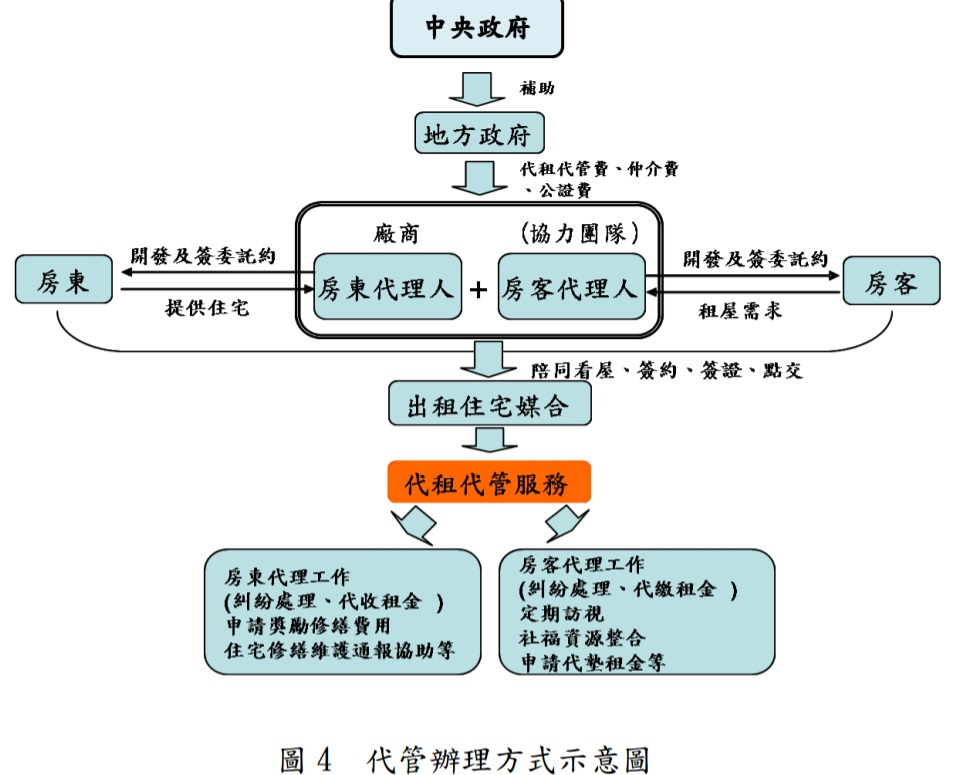 中央政府
補助
地方政府
代租代管費、仲介費
、公證費
廠商
(協力團隊)
開發及簽委託約
開發及簽委託約
房東
房東代理人
+
房客代理人
房客
提供住宅
租屋需求
陪同看屋、簽約、簽證、點交
出租住宅媒合
代租代管服務
房東代理工作
(糾紛處理、代收租金 )
申請獎勵修繕費用
住宅修繕維護通報協助等
房客代理工作
(糾紛處理、代繳租金 )
定期訪視
社福資源整合
申請代墊租金等
圖 4 代管辦理方式示意圖